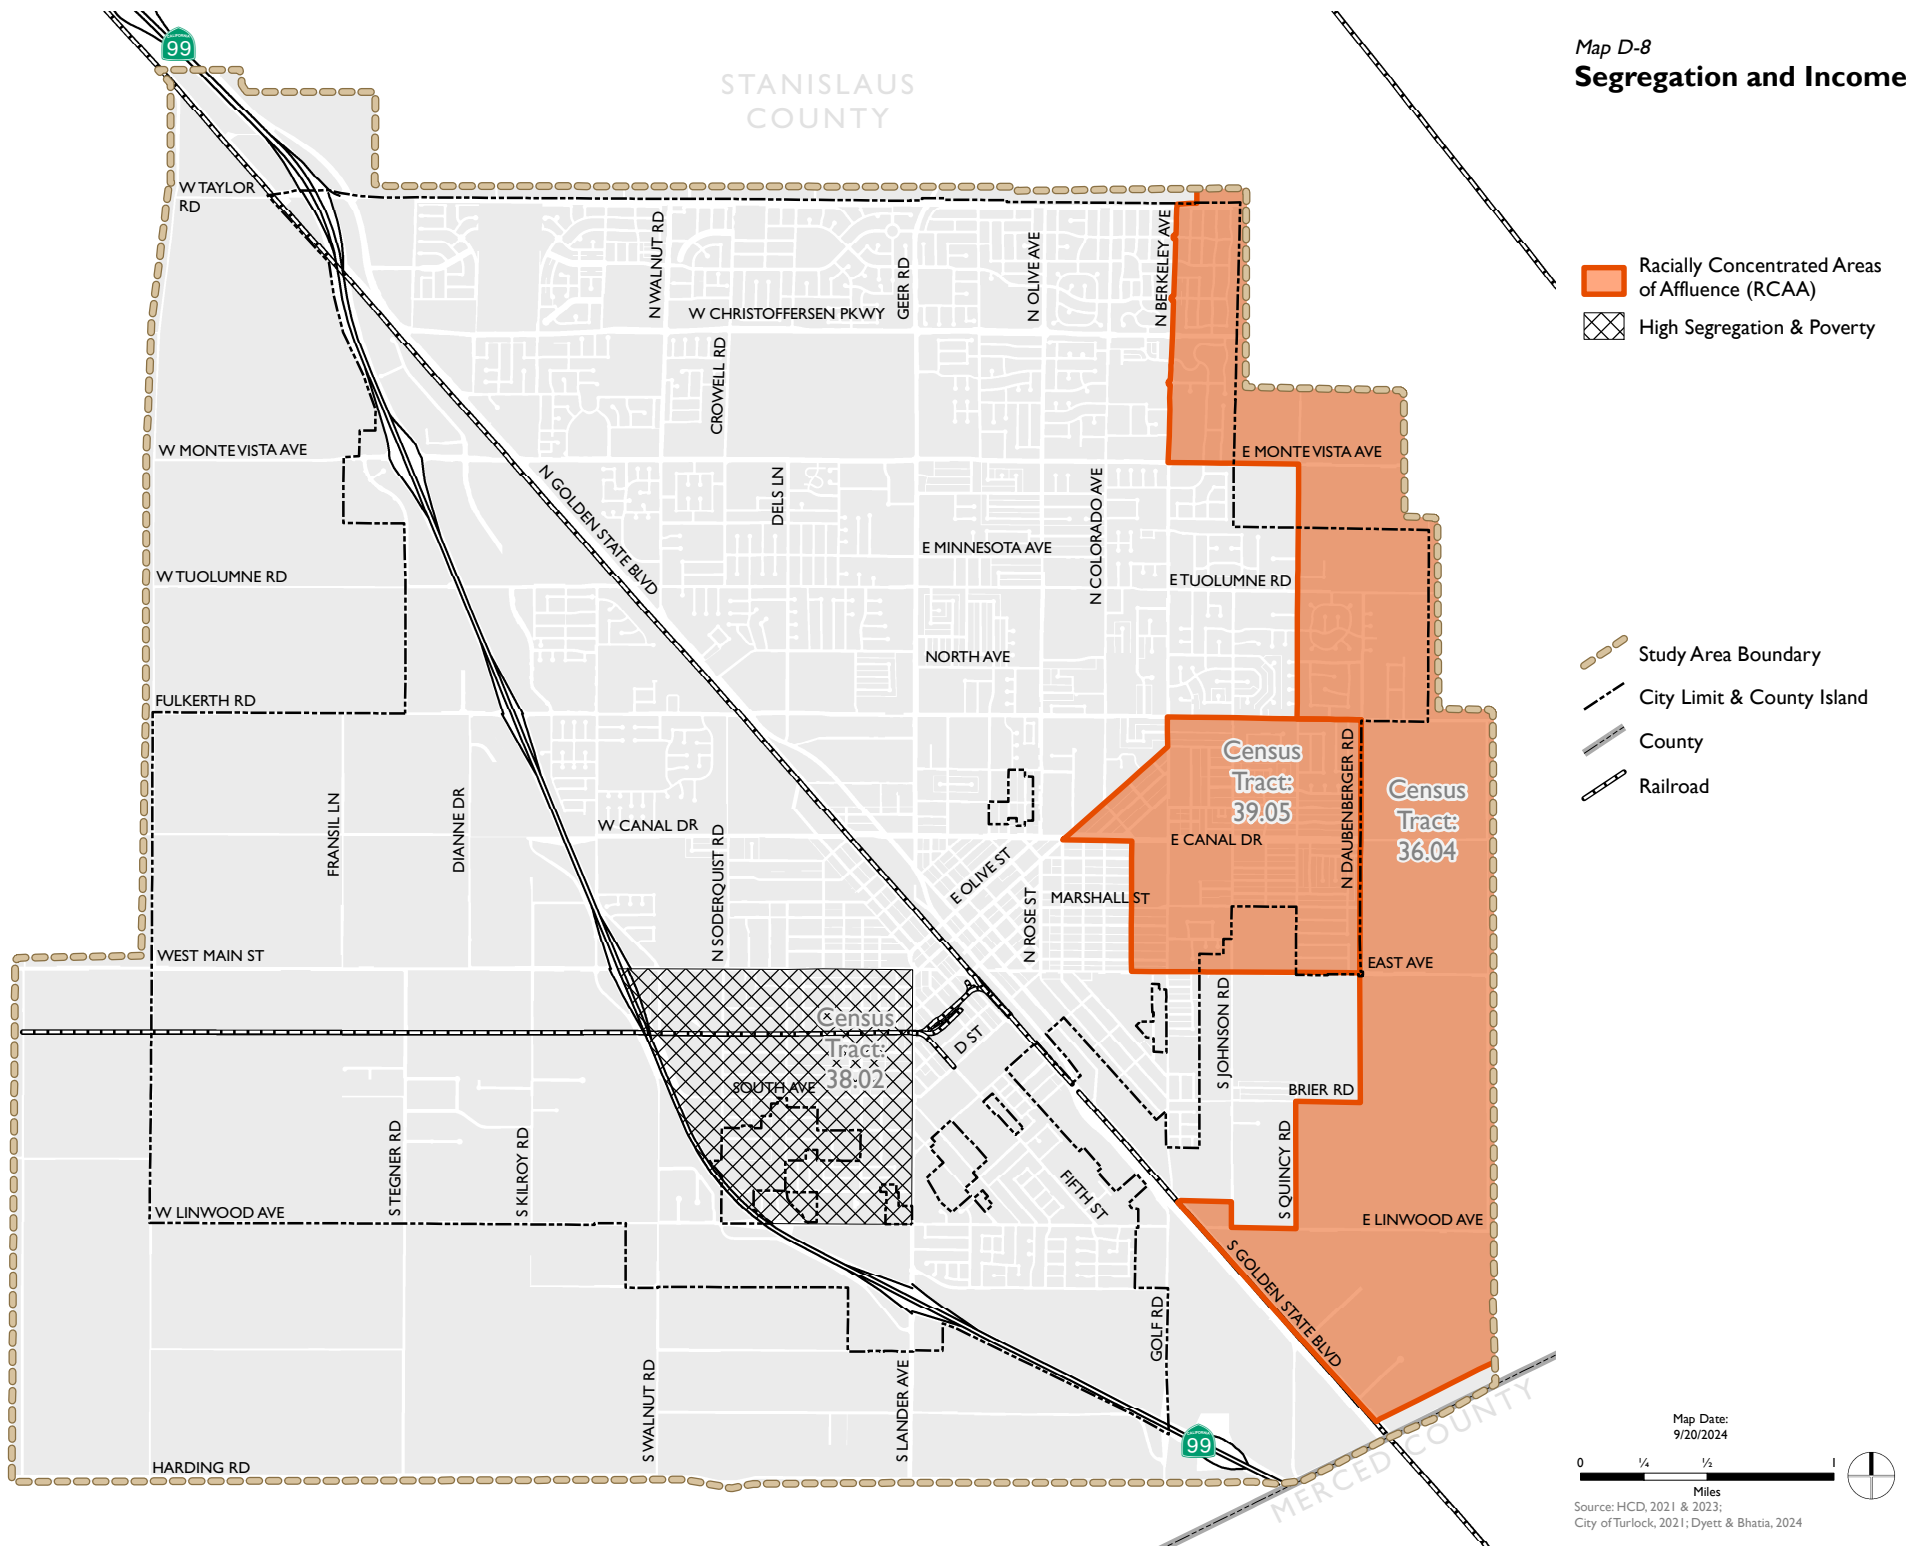 Map D-8
Segregation and Income
CALIFORNIA
99
STANISLAUS
COUNTY
W TAYLOR
RD
N WALNUT RD
GEER RD
N OLIVE AVE
N BERKELEY AVE
W CHRISTOFFERSEN PKWY
CROWELL RD
W MONTE VISTA AVE
E MONTE VISTA AVE
N GOLDEN STATE BLVD
DELS LN
N COLORADO AVE
E MINNESOTA AVE
W TUOLUMNE RD
E TUOLUMNE RD
NORTH AVE
FULKERTH RD
Census
Tract:
39.05
N DAUBENBERGER RD
Census
Tract:
36.04
FRANSIL LN
DIANNE DR
W CANAL DR
N SODERQUIST RD
E CANAL DR
E OLIVE ST
N ROSE ST
MARSHALL ST
WEST MAIN ST
EAST AVE
Census
Tract:
38.02
D ST
S JOHNSON RD
SOUTH AVE
BRIER RD
S TEGNER RD
S KILROY RD
S QUINCY RD
FIFTH ST
W LINWOOD AVE
E LINWOOD AVE
S GOLDEN STATE BLVD
GOLF RD
S WALNUT RD
S LANDER AVE
CALIFORNIA
99
HARDING RD
MERCED COUNTY
Racially Concentrated Areas
of Affluence (RCAA)
High Segregation & Poverty
Study Area Boundary
City Limit & County Island
County
Railroad
Map Date:
9/20/2024
0 1/4 1/2 1
Miles
Source: HCD, 2021 & 2023;
City of Turlock, 2021; Dyett & Bhatia, 2024